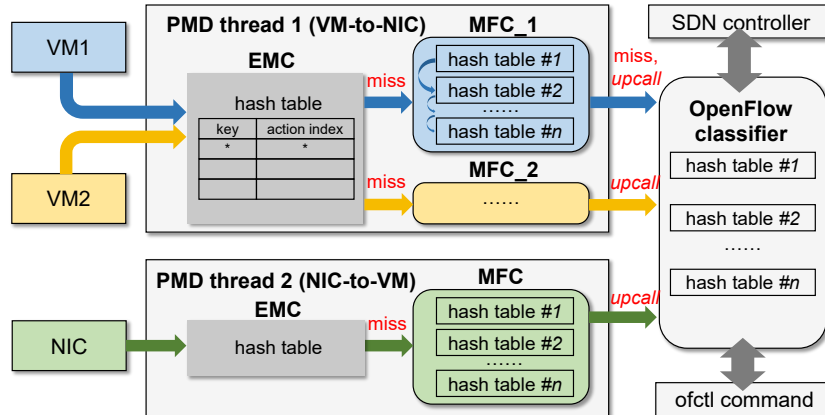 VM1
VM2
NIC
PMD thread 1 (VM-to-NIC)
EMC
hash table
key action index
* *
miss
miss
MFC_1
hash table #1
hash table #2
......
hash table #n
MFC_2
......
miss,
upcall
upcall
PMD thread 2 (NIC-to-VM)
EMC
hash table
miss
MFC
hash table #1
hash table #2
......
hash table #n
upcall
SDN controller
OpenFlow
classifier
hash table #1
hash table #2
......
hash table #n
ofctl command